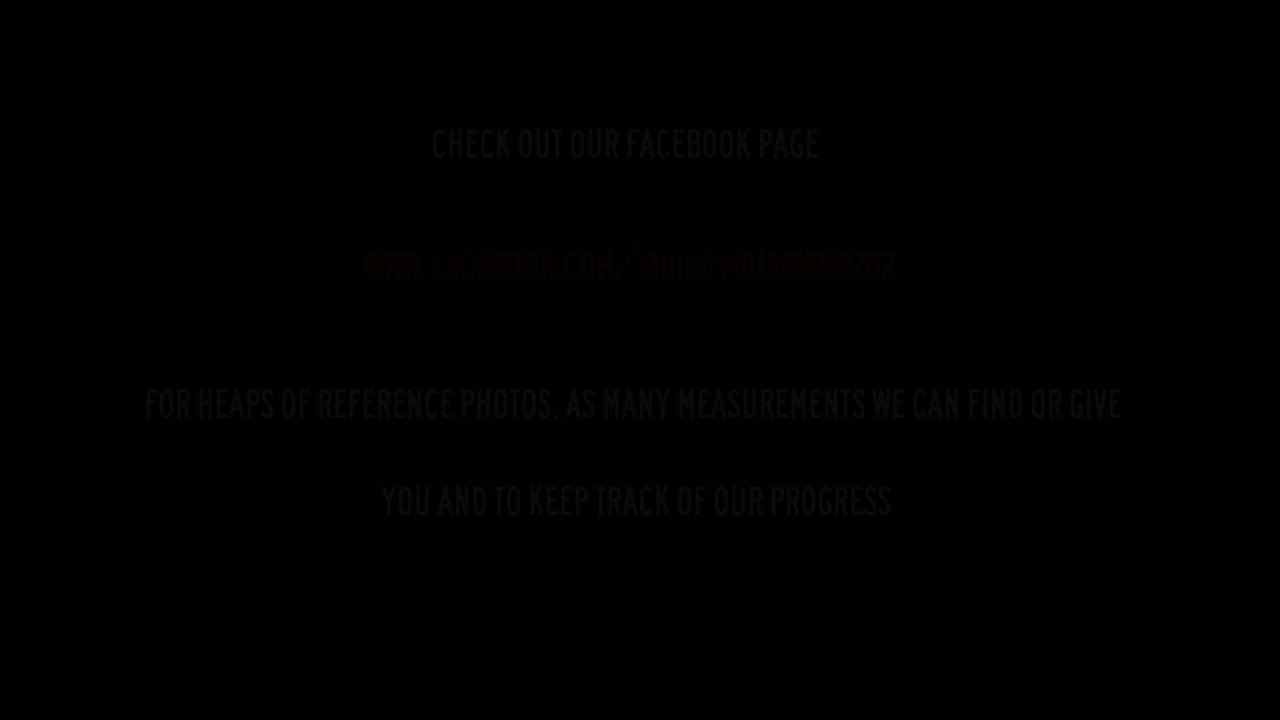 CHECK OUT OUR FACEBOOK PAGE
WWW.FACEBOOK.COM/BUILDYOUROWNR2D2
FOR HEAPS OF REFERENCE PHOTOS, AS MANY MEASUREMENTS WE CAN FIND OR GIVE
YOU AND TO KEEP TRACK OF OUR PROGRESS